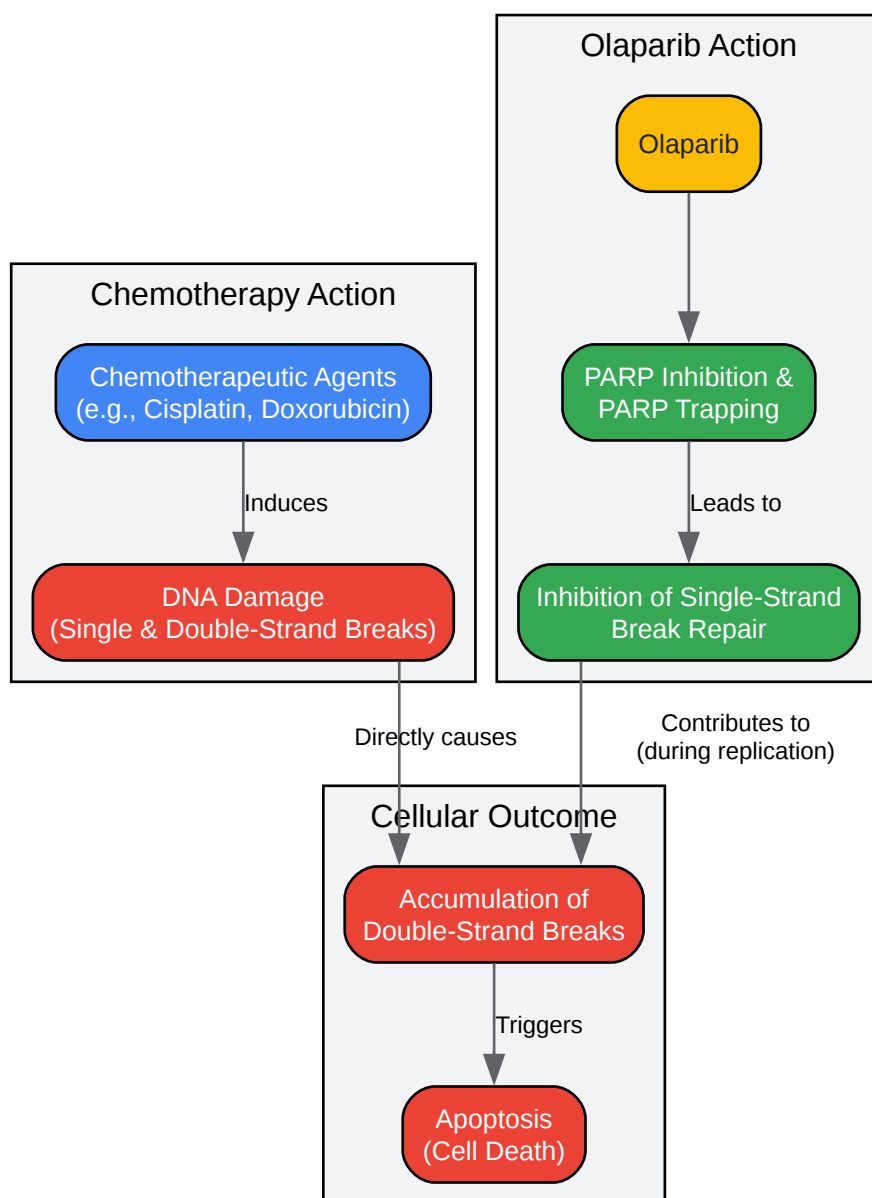 Olaparib Action
Olaparib
Chemotherapy Action
Chemotherapeutic Agents
(e.g., Cisplatin, Doxorubicin)
PARP Inhibition &
PARP Trapping
Induces
Leads to
DNA Damage
(Single & Double-Strand Breaks)
Inhibition of Single-Strand
Break Repair
Directly causes
Contributes to
(during replication)
Cellular Outcome
Accumulation of
Double-Strand Breaks
Triggers
Apoptosis
(Cell Death)